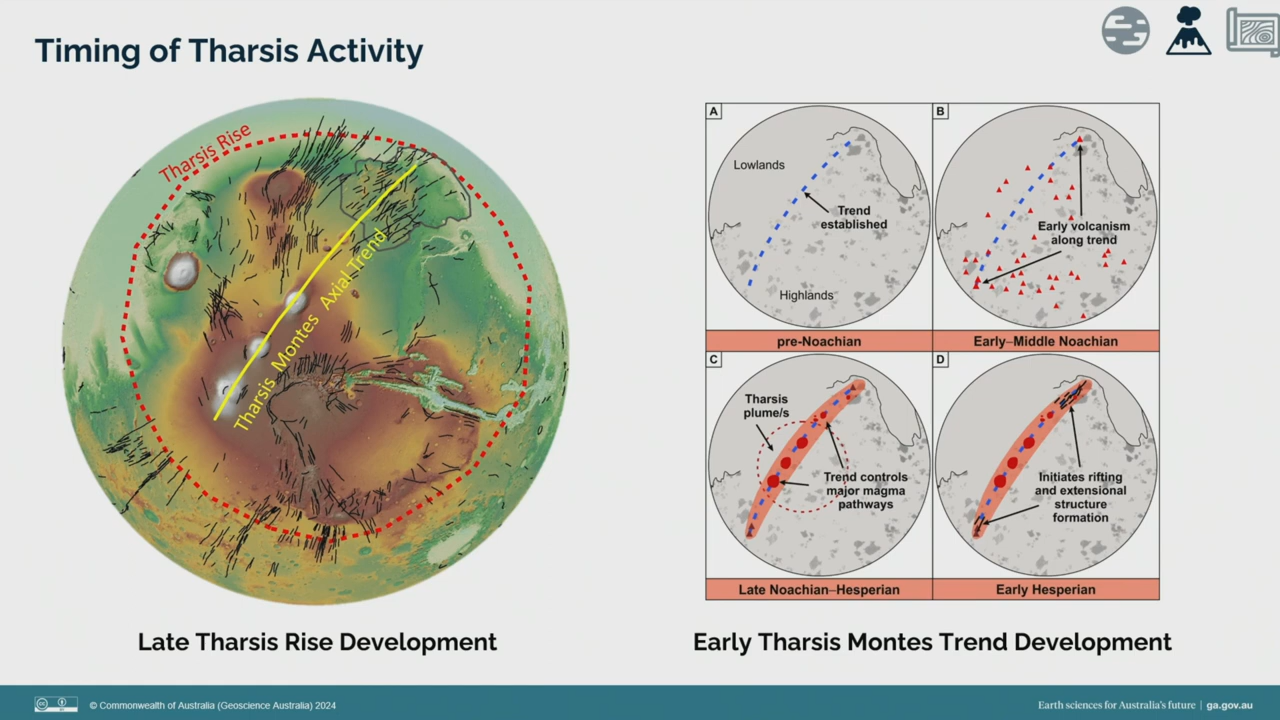 Timing of Tharsis Activity
Tharsis Rise
Tharsis Montes Axial Trend
Late Tharsis Rise Development
A
Lowlands
Trend
established
Highlands
pre-Noachian
B
Early volcanism
along trend
Early–Middle Noachian
C
Tharsis
plume/s
Trend controls
major magma
pathways
Late Noachian–Hesperian
D
Initiates rifting
and extensional
structure
formation
Early Hesperian
Early Tharsis Montes Trend Development
© Commonwealth of Australia (Geoscience Australia) 2024
Earth sciences for Australia's future | ga.gov.au